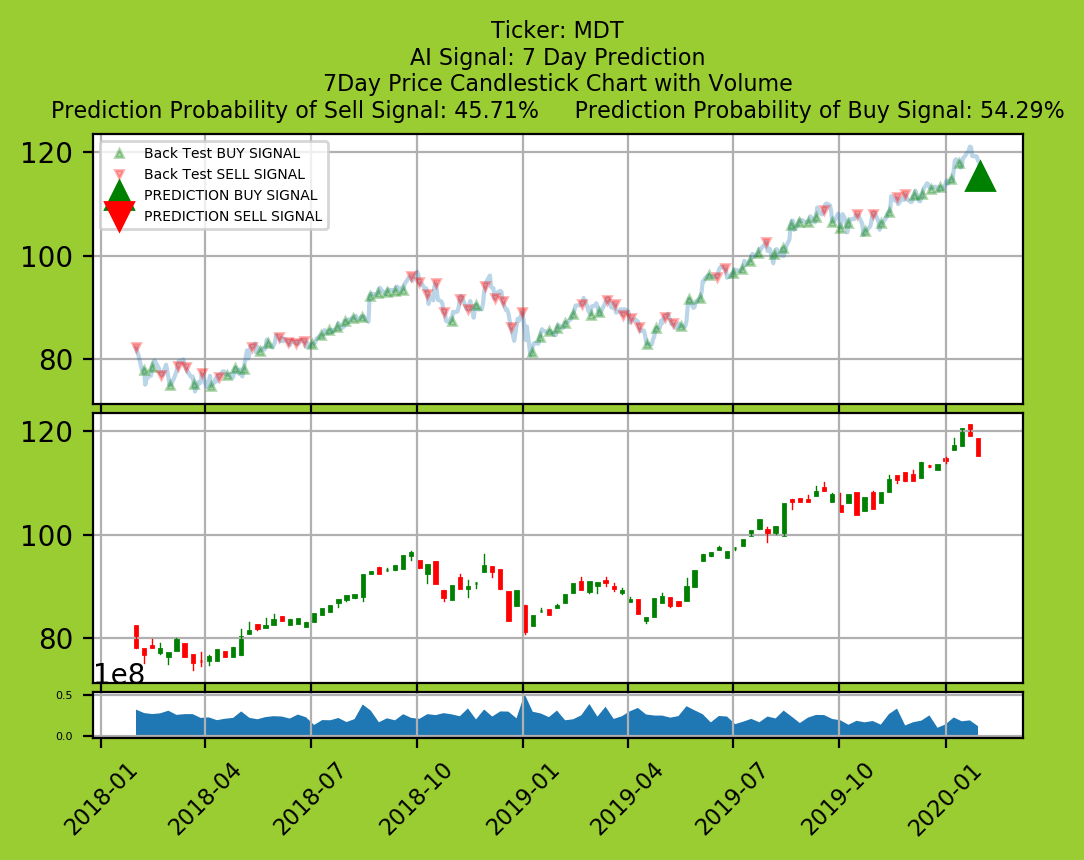 Ticker: MDT
AI Signal: 7 Day Prediction
7Day Price Candlestick Chart with Volume
Prediction Probability of Sell Signal: 45.71%     Prediction Probability of Buy Signal: 54.29%
120
100
80
Back Test BUY SIGNAL
Back Test SELL SIGNAL
PREDICTION BUY SIGNAL
PREDICTION SELL SIGNAL
120
100
80
1e8
0.5
0.0
2018-01
2018-04
2018-07
2018-10
2019-01
2019-04
2019-07
2019-10
2020-01